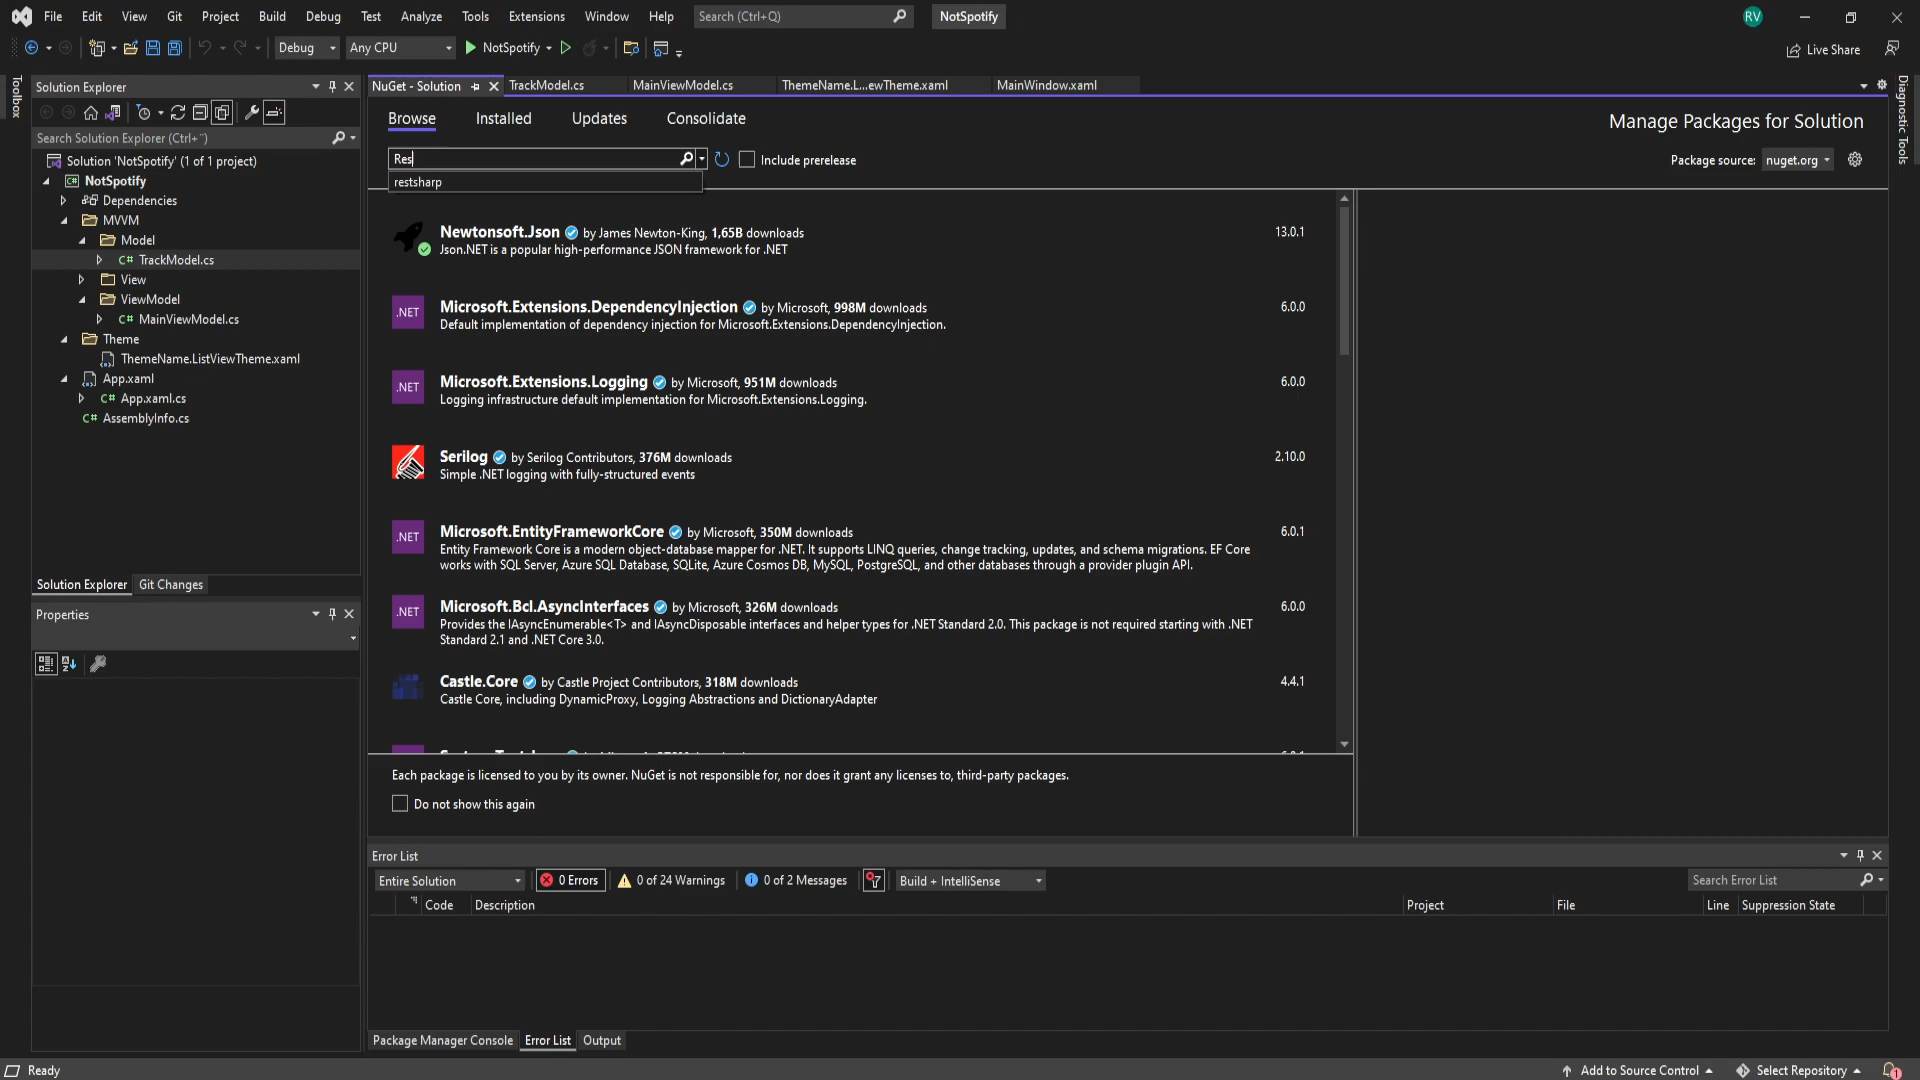 File Edit View Git Project Build Debug Test Analyze Tools Extensions Window Help Search (Ctrl+Q) NotSpotify RV
Debug Any CPU NotSpotify Live Share
Toolbox
Solution Explorer
Search Solution Explorer (Ctrl+¨)
Solution 'NotSpotify' (1 of 1 project)
NotSpotify
Dependencies
MVVM
Model
C# TrackModel.cs
View
ViewModel
C# MainViewModel.cs
Theme
ThemeName.ListViewTheme.xaml
App.xaml
C# App.xaml.cs
C# AssemblyInfo.cs
Solution Explorer Git Changes
Properties
NuGet - Solution TrackModel.cs MainViewModel.cs ThemeName.L...ewTheme.xaml MainWindow.xaml
Browse Installed Updates Consolidate
Manage Packages for Solution
Res
restsharp
Include prerelease
Package source: nuget.org
Newtonsoft.Json by James Newton-King, 1,65B downloads 13.0.1
Json.NET is a popular high-performance JSON framework for .NET
.NET
Microsoft.Extensions.DependencyInjection by Microsoft, 998M downloads 6.0.0
Default implementation of dependency injection for Microsoft.Extensions.DependencyInjection.
.NET
Microsoft.Extensions.Logging by Microsoft, 951M downloads 6.0.0
Logging infrastructure default implementation for Microsoft.Extensions.Logging.
Serilog by Serilog Contributors, 376M downloads 2.10.0
Simple .NET logging with fully-structured events
.NET
Microsoft.EntityFrameworkCore by Microsoft, 350M downloads 6.0.1
Entity Framework Core is a modern object-database mapper for .NET. It supports LINQ queries, change tracking, updates, and schema migrations. EF Core
works with SQL Server, Azure SQL Database, SQLite, Azure Cosmos DB, MySQL, PostgreSQL, and other databases through a provider plugin API.
.NET
Microsoft.Bcl.AsyncInterfaces by Microsoft, 326M downloads 6.0.0
Provides the IAsyncEnumerable<T> and IAsyncDisposable interfaces and helper types for .NET Standard 2.0. This package is not required starting with .NET
Standard 2.1 and .NET Core 3.0.
Castle.Core by Castle Project Contributors, 318M downloads 4.4.1
Castle Core, including DynamicProxy, Logging Abstractions and DictionaryAdapter
Each package is licensed to you by its owner. NuGet is not responsible for, nor does it grant any licenses to, third-party packages.
Do not show this again
Diagnostic Tools
Error List
Entire Solution 0 Errors 0 of 24 Warnings 0 of 2 Messages Build + IntelliSense Search Error List
Code Description Project File Line Suppression State
Package Manager Console Error List Output
Ready Add to Source Control Select Repository 1